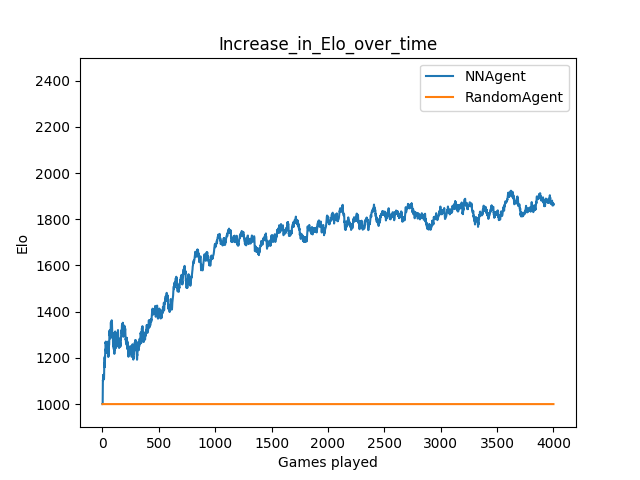 Increase_in_Elo_over_time
NNAgent
RandomAgent
2400
2200
2000
1800
1600
1400
1200
1000
Elo
0 500 1000 1500 2000 2500 3000 3500 4000
Games played